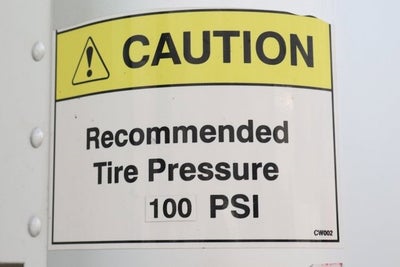 CAUTION
Recommended
Tire Pressure
100 PSI
CW002